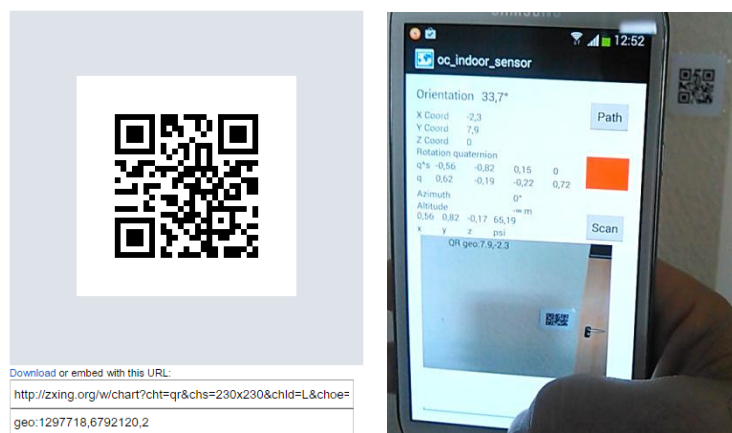 Download or embed with this URL:
http://zxing.org/w/chart?cht=qr&chs=230x230&chld=L&choe=
geo:1297718,6792120,2
SAMSUNG
12:52
oc_indoor_sensor
Orientation 33,7°
Path
X Coord -2,3
Y Coord 7,9
Z Coord 0
Rotation quaternion
q*s -0,56 -0,82 0,15 0
q 0,62 -0,19 -0,22 0,72
Azimuth 0°
Altitude -∞ m
0,56 0,82 -0,17 65,19
x y z psi
Scan
QR geo:7.9,-2.3